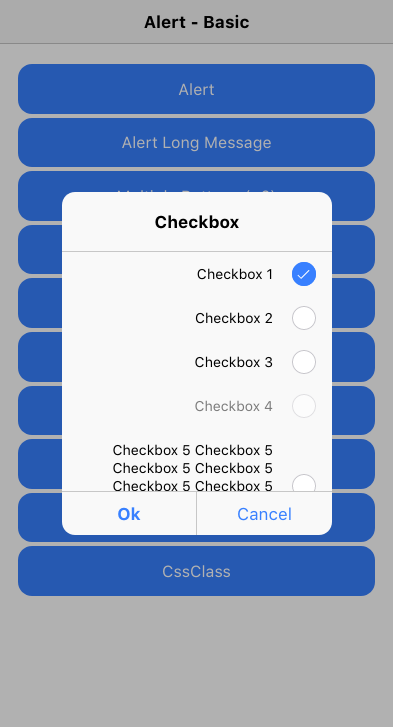 Alert - Basic
Alert
Alert Long Message
Checkbox
Checkbox 1
Checkbox 2
Checkbox 3
Checkbox 4
Checkbox 5 Checkbox 5
Checkbox 5 Checkbox 5
Checkbox 5 Checkbox 5
Ok
Cancel
CssClass